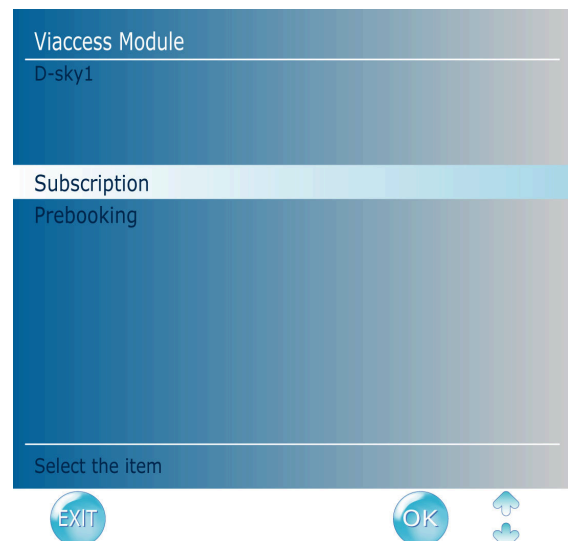 Viaccess Module
D-sky1
Subscription
Prebooking
Select the item
EXIT
OK